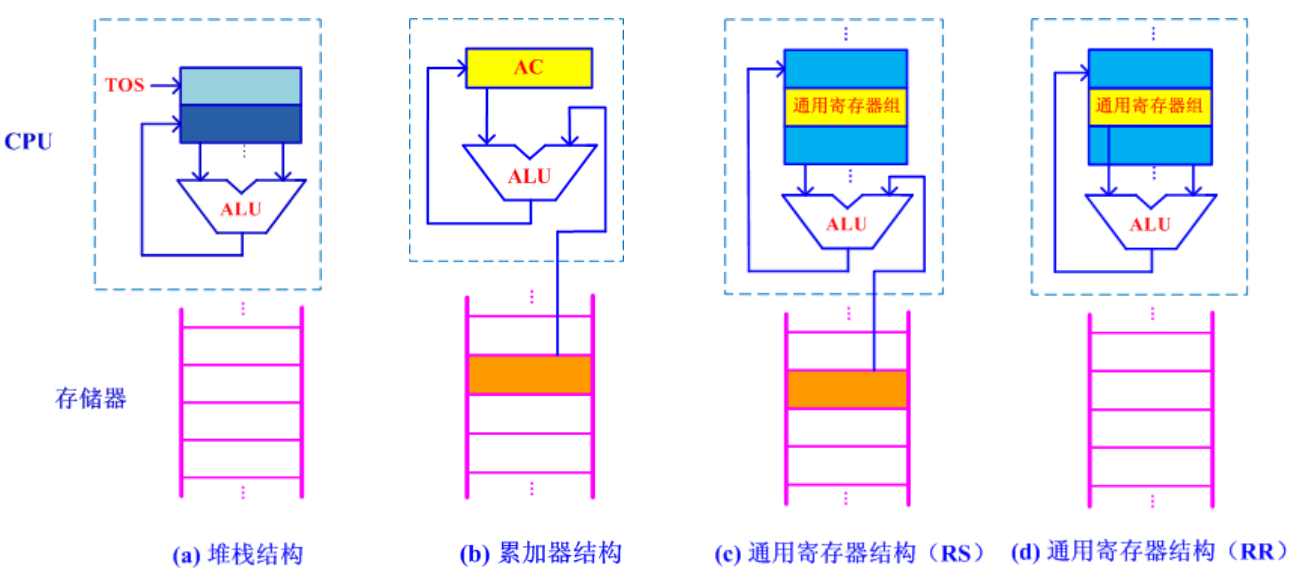 CPU
TOS
ALU
AC
ALU
通用寄存器组
ALU
通用寄存器组
ALU
存储器
(a) 堆栈结构
(b) 累加器结构
(c) 通用寄存器结构（RS）
(d) 通用寄存器结构（RR）